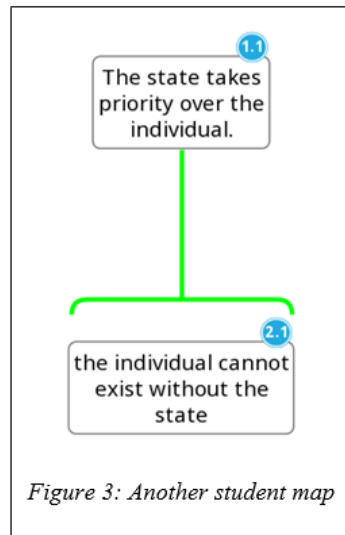 1.1
The state takes
priority over the
individual.
2.1
the individual cannot
exist without the
state
Figure 3: Another student map